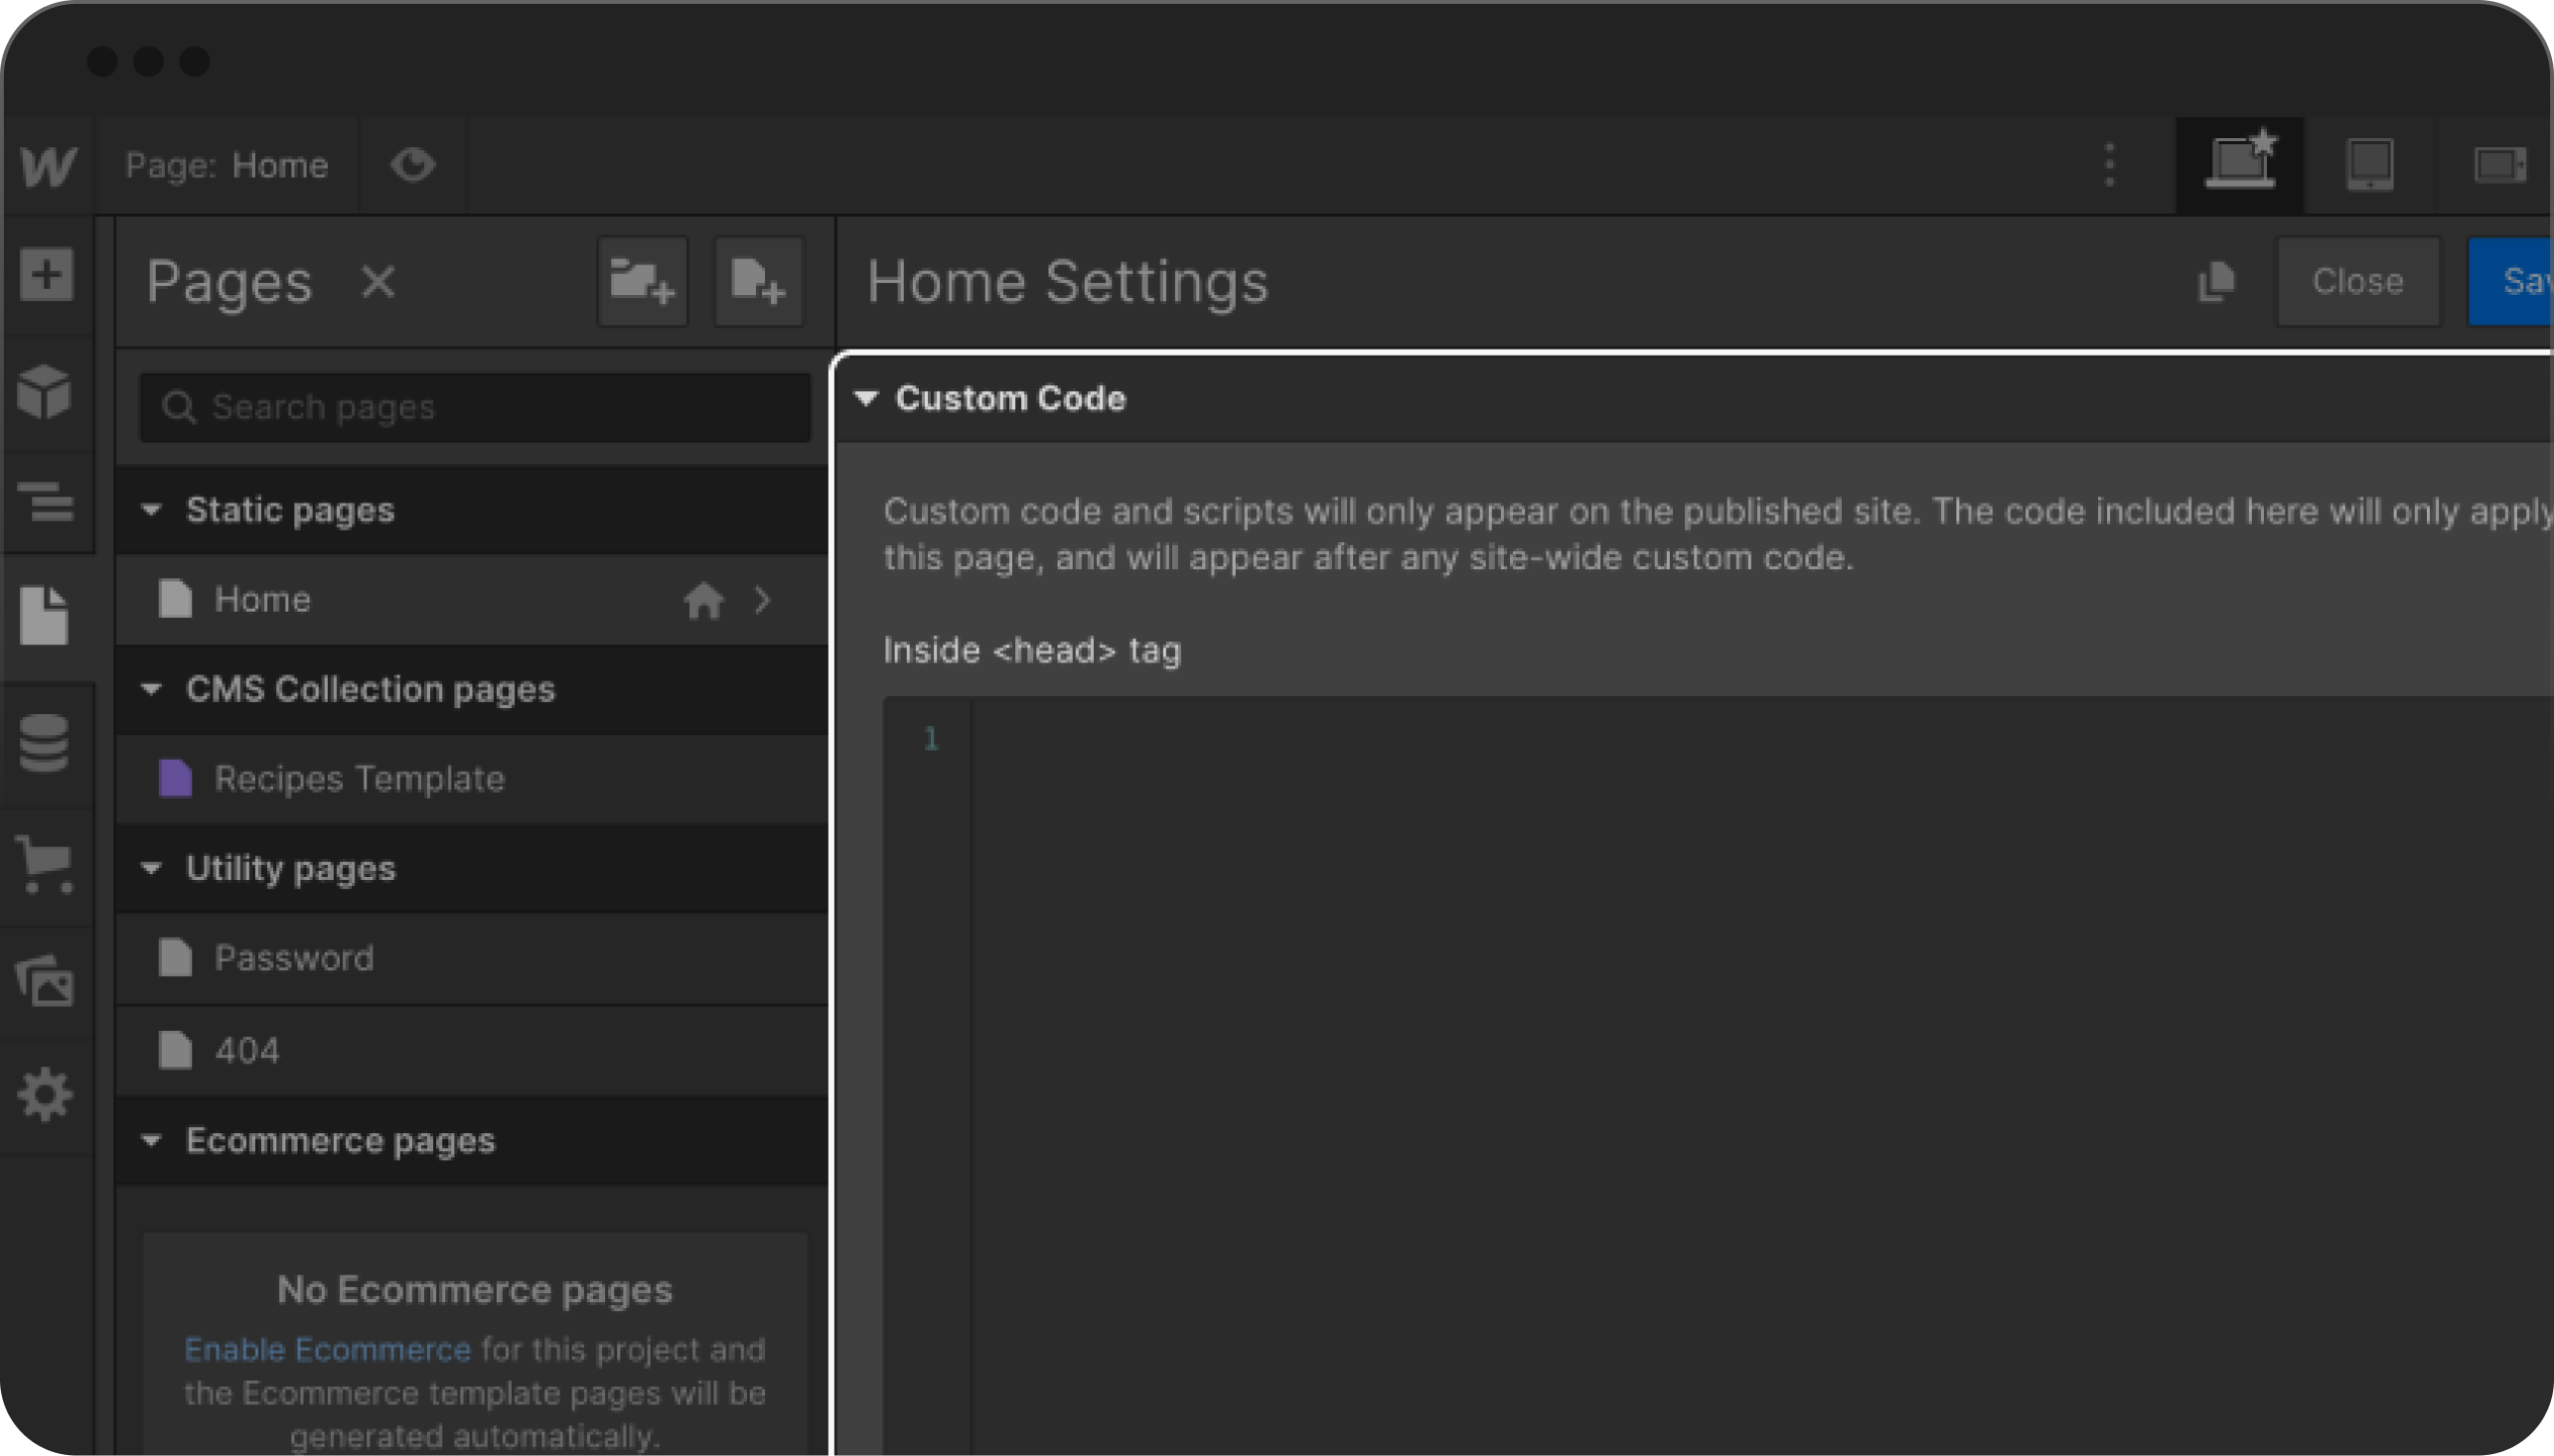 Page: Home
Pages
Home Settings
Close
Search pages
Static pages
Home
CMS Collection pages
Recipes Template
Utility pages
Password
404
Ecommerce pages
No Ecommerce pages
Enable Ecommerce for this project and
the Ecommerce template pages will be
generated automatically.
Custom Code
Custom code and scripts will only appear on the published site. The code included here will only apply
this page, and will appear after any site-wide custom code.
Inside <head> tag
1